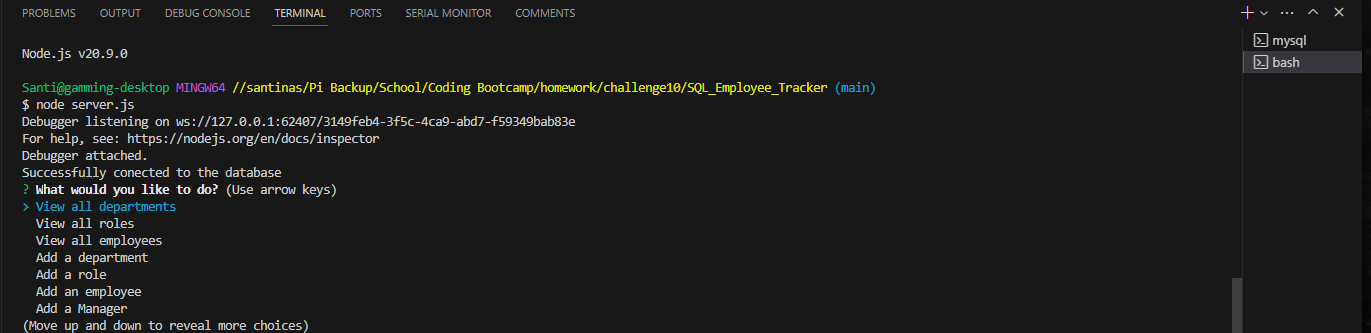 PROBLEMS OUTPUT DEBUG CONSOLE TERMINAL PORTS SERIAL MONITOR COMMENTS
Node.js v20.9.0
mysql
bash
Santi@gamming-desktop MINGW64 //santinas/Pi Backup/School/Coding Bootcamp/homework/challenge10/SQL_Employee_Tracker (main)
$ node server.js
Debugger listening on ws://127.0.0.1:62407/3149feb4-3f5c-4ca9-abd7-f59349bab83e
For help, see: https://nodejs.org/en/docs/inspector
Debugger attached.
Successfully conected to the database
? What would you like to do? (Use arrow keys)
> View all departments
View all roles
View all employees
Add a department
Add a role
Add an employee
Add a Manager
(Move up and down to reveal more choices)